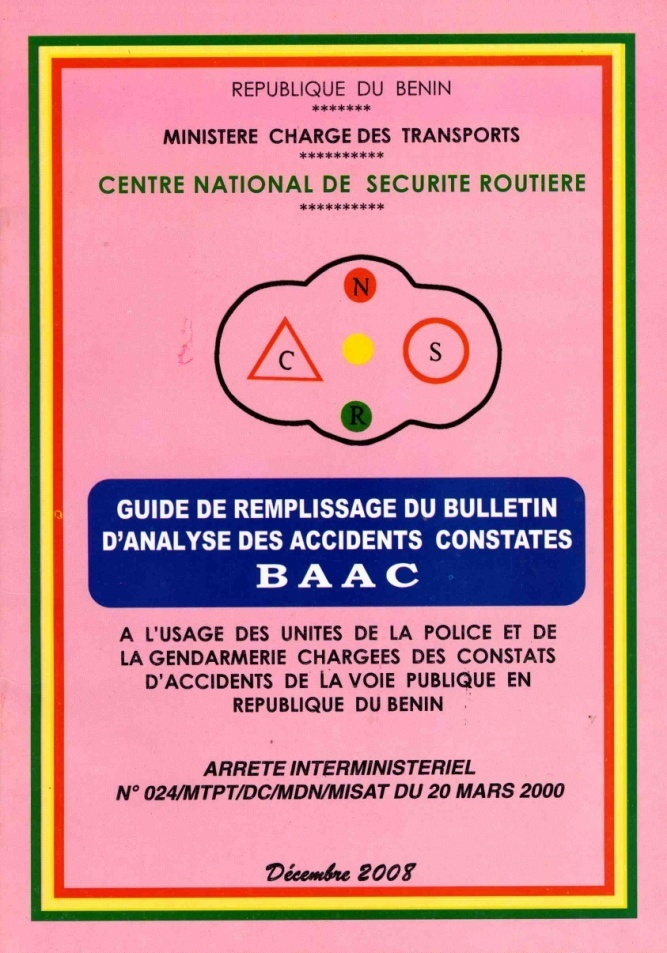 REPUBLIQUE DU BENIN
*******
MINISTERE CHARGE DES TRANSPORTS
**********
CENTRE NATIONAL DE SECURITE ROUTIERE
**********
N
C
S
R
GUIDE DE REMPLISSAGE DU BULLETIN
D'ANALYSE DES ACCIDENTS CONSTATES
BAAC
A L'USAGE DES UNITES DE LA POLICE ET DE
LA GENDARMERIE CHARGEES DES CONSTATS
D'ACCIDENTS DE LA VOIE PUBLIQUE EN
REPUBLIQUE DU BENIN
ARRETE INTERMINISTERIEL
N° 024/MTPT/DC/MDN/MISAT DU 20 MARS 2000
Décembre 2008